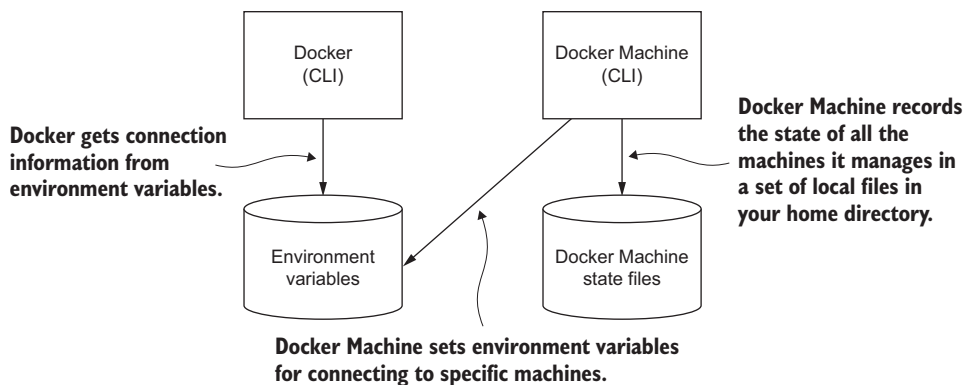 Docker
(CLI)
Docker Machine
(CLI)
Docker gets connection
information from
environment variables.
Docker Machine records
the state of all the
machines it manages in
a set of local files in
your home directory.
Environment
variables
Docker Machine
state files
Docker Machine sets environment variables
for connecting to specific machines.